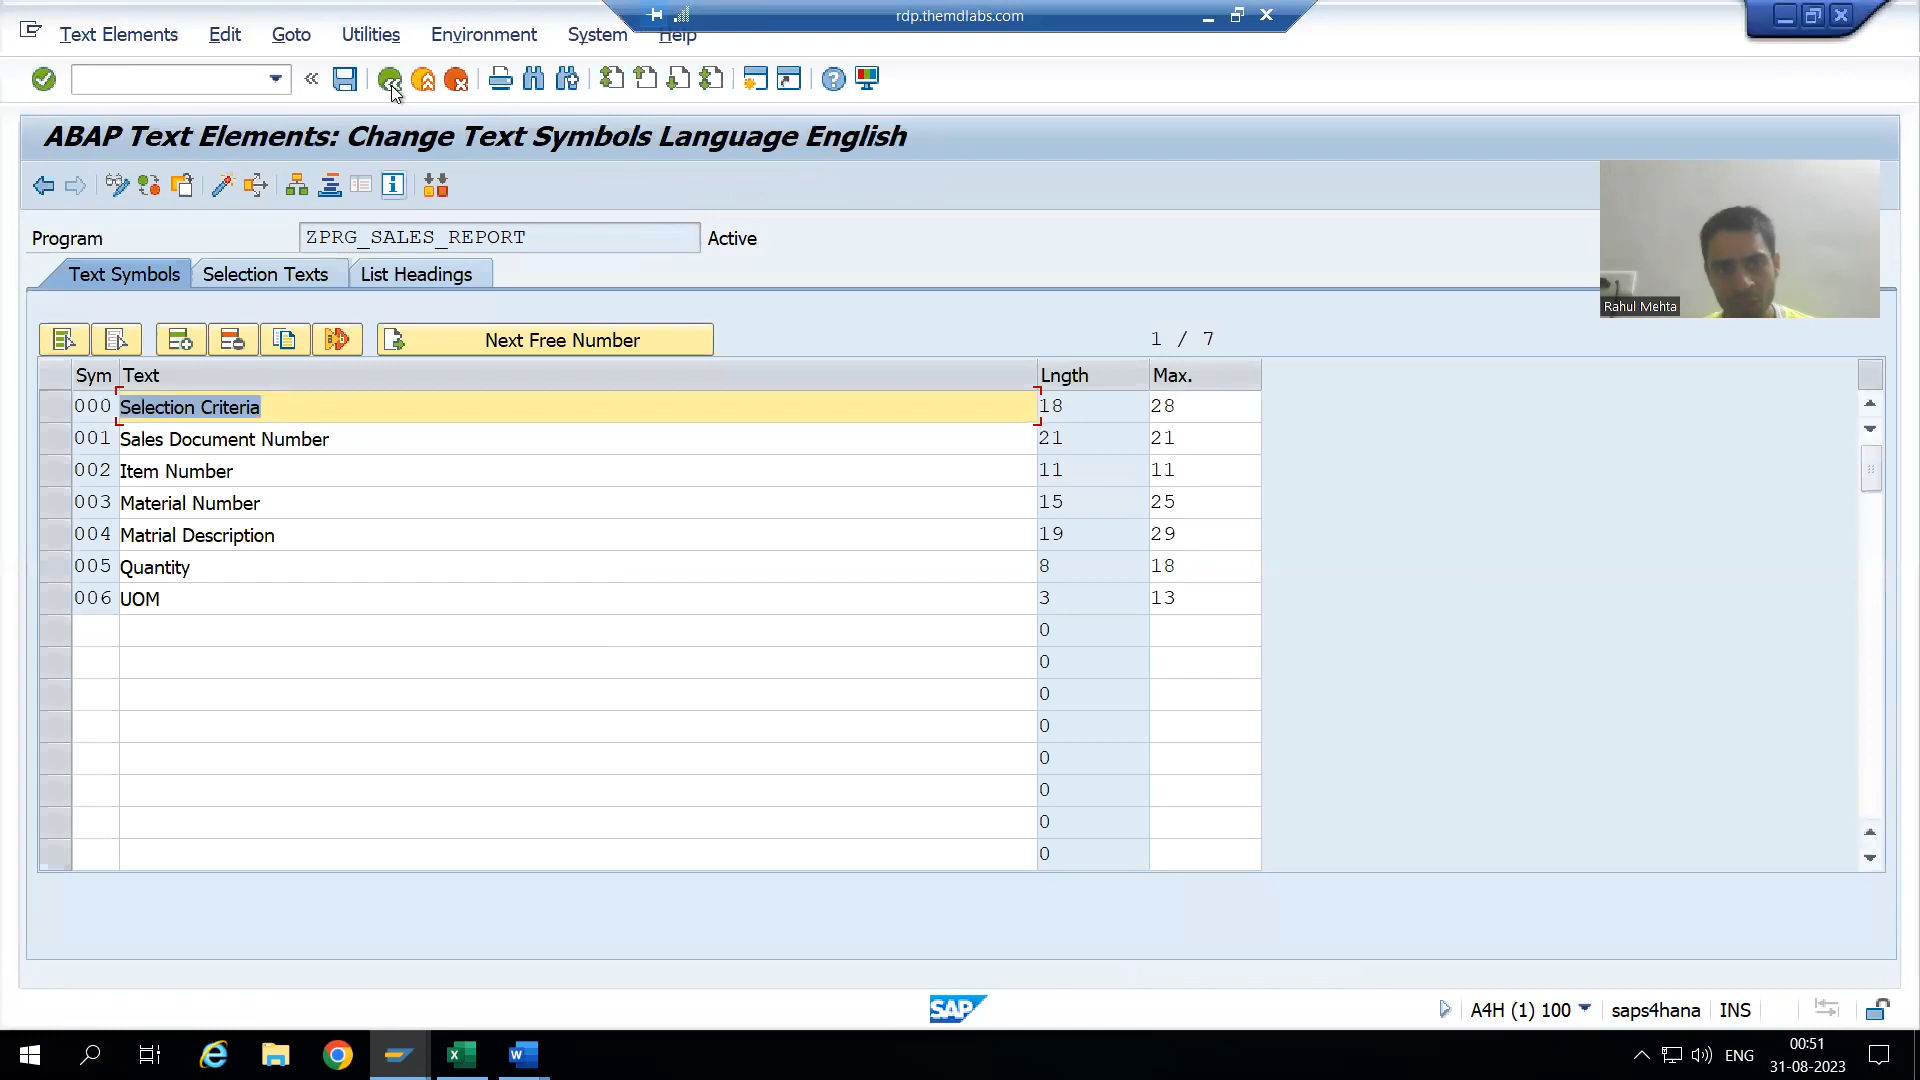 rdp.themdlabs.com
Text Elements Edit Goto Utilities Environment System Help
ABAP Text Elements: Change Text Symbols Language English
Program ZPRG_SALES_REPORT Active
Text Symbols Selection Texts List Headings
Rahul Mehta
Next Free Number 1 / 7
Sym Text Lngth Max.
000 Selection Criteria 18 28
001 Sales Document Number 21 21
002 Item Number 11 11
003 Material Number 15 25
004 Matrial Description 19 29
005 Quantity 8 18
006 UOM 3 13
0
0
0
0
0
0
0
0
SAP A4H (1) 100 saps4hana INS
ENG
00:51
31-08-2023